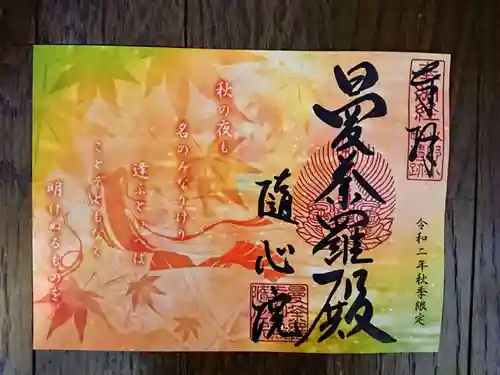 奉拝
令和二年秋季限定
曼荼羅殿
隨心院
秋の夜も
名のみなりけり
逢ふといへば
ことぞともなく
明けぬるものを